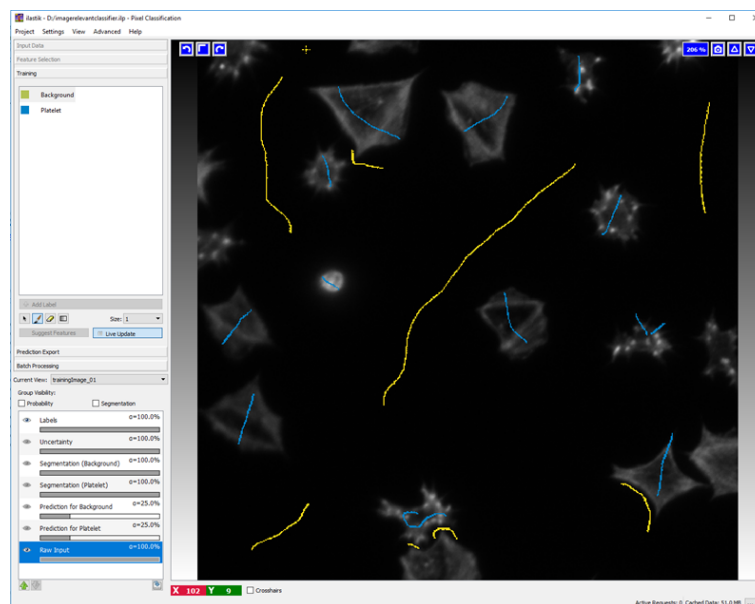 ilastik - D:/imagerelevantclassifier.ilp - Pixel Classification
Project Settings View Advanced Help
Input Data
Feature Selection
Training
Background
Platelet
206 %
Add Label
Size: 1
Suggest Features
Live Update
Prediction Export
Batch Processing
Current View: trainingImage_01
Group Visibility:
Probability
Segmentation
Labels α=100.0%
Uncertainty α=100.0%
Segmentation (Background) α=100.0%
Segmentation (Platelet) α=100.0%
Prediction for Background α=25.0%
Prediction for Platelet α=25.0%
Raw Input α=100.0%
X 102 Y 9 Crosshairs
Active Requests: 0 Cached Data: 51.0 MB